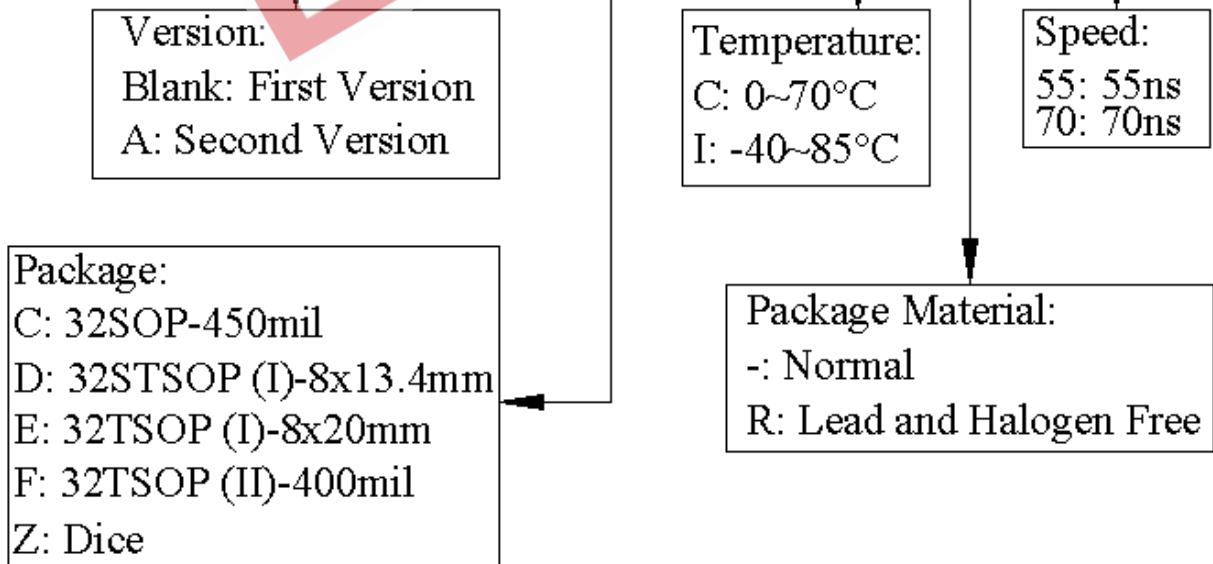 Version:
Blank: First Version
A: Second Version
Temperature:
C: 0~70°C
I: -40~85°C
Speed:
55: 55ns
70: 70ns
Package:
C: 32SOP-450mil
D: 32STSOP (I)-8x13.4mm
E: 32TSOP (I)-8x20mm
F: 32TSOP (II)-400mil
Z: Dice
Package Material:
-: Normal
R: Lead and Halogen Free